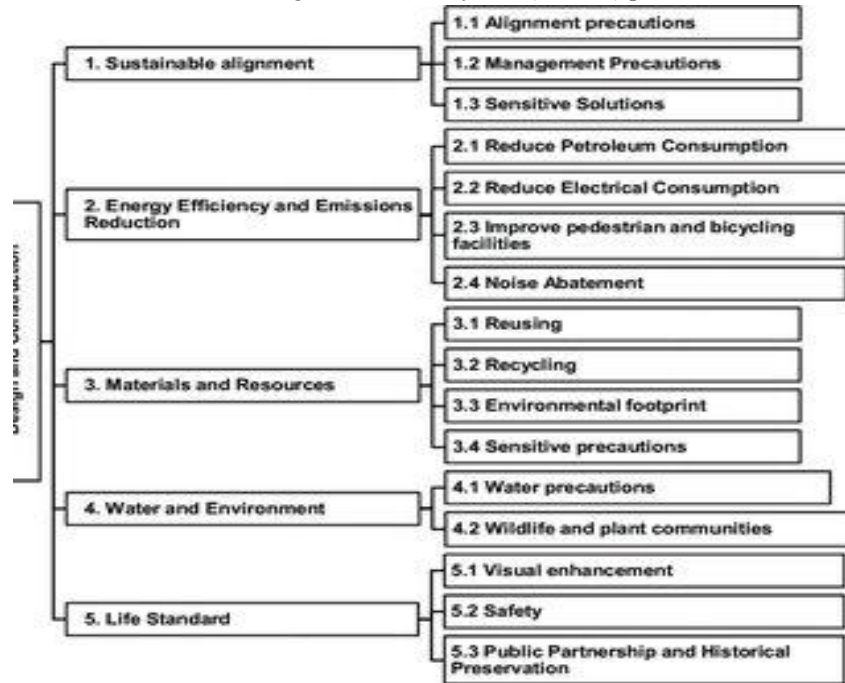 1.1 Alignment precautions
1. Sustainable alignment
1.2 Management Precautions
1.3 Sensitive Solutions
2.1 Reduce Petroleum Consumption
2.2 Reduce Electrical Consumption
2. Energy Efficiency and Emissions
Reduction
2.3 Improve pedestrian and bicycling
facilities
2.4 Noise Abatement
3.1 Reusing
3.2 Recycling
3. Materials and Resources
3.3 Environmental footprint
3.4 Sensitive precautions
4.1 Water precautions
4. Water and Environment
4.2 Wildlife and plant communities
5.1 Visual enhancement
5. Life Standard
5.2 Safety
5.3 Public Partnership and Historical
Preservation
Design and Construction